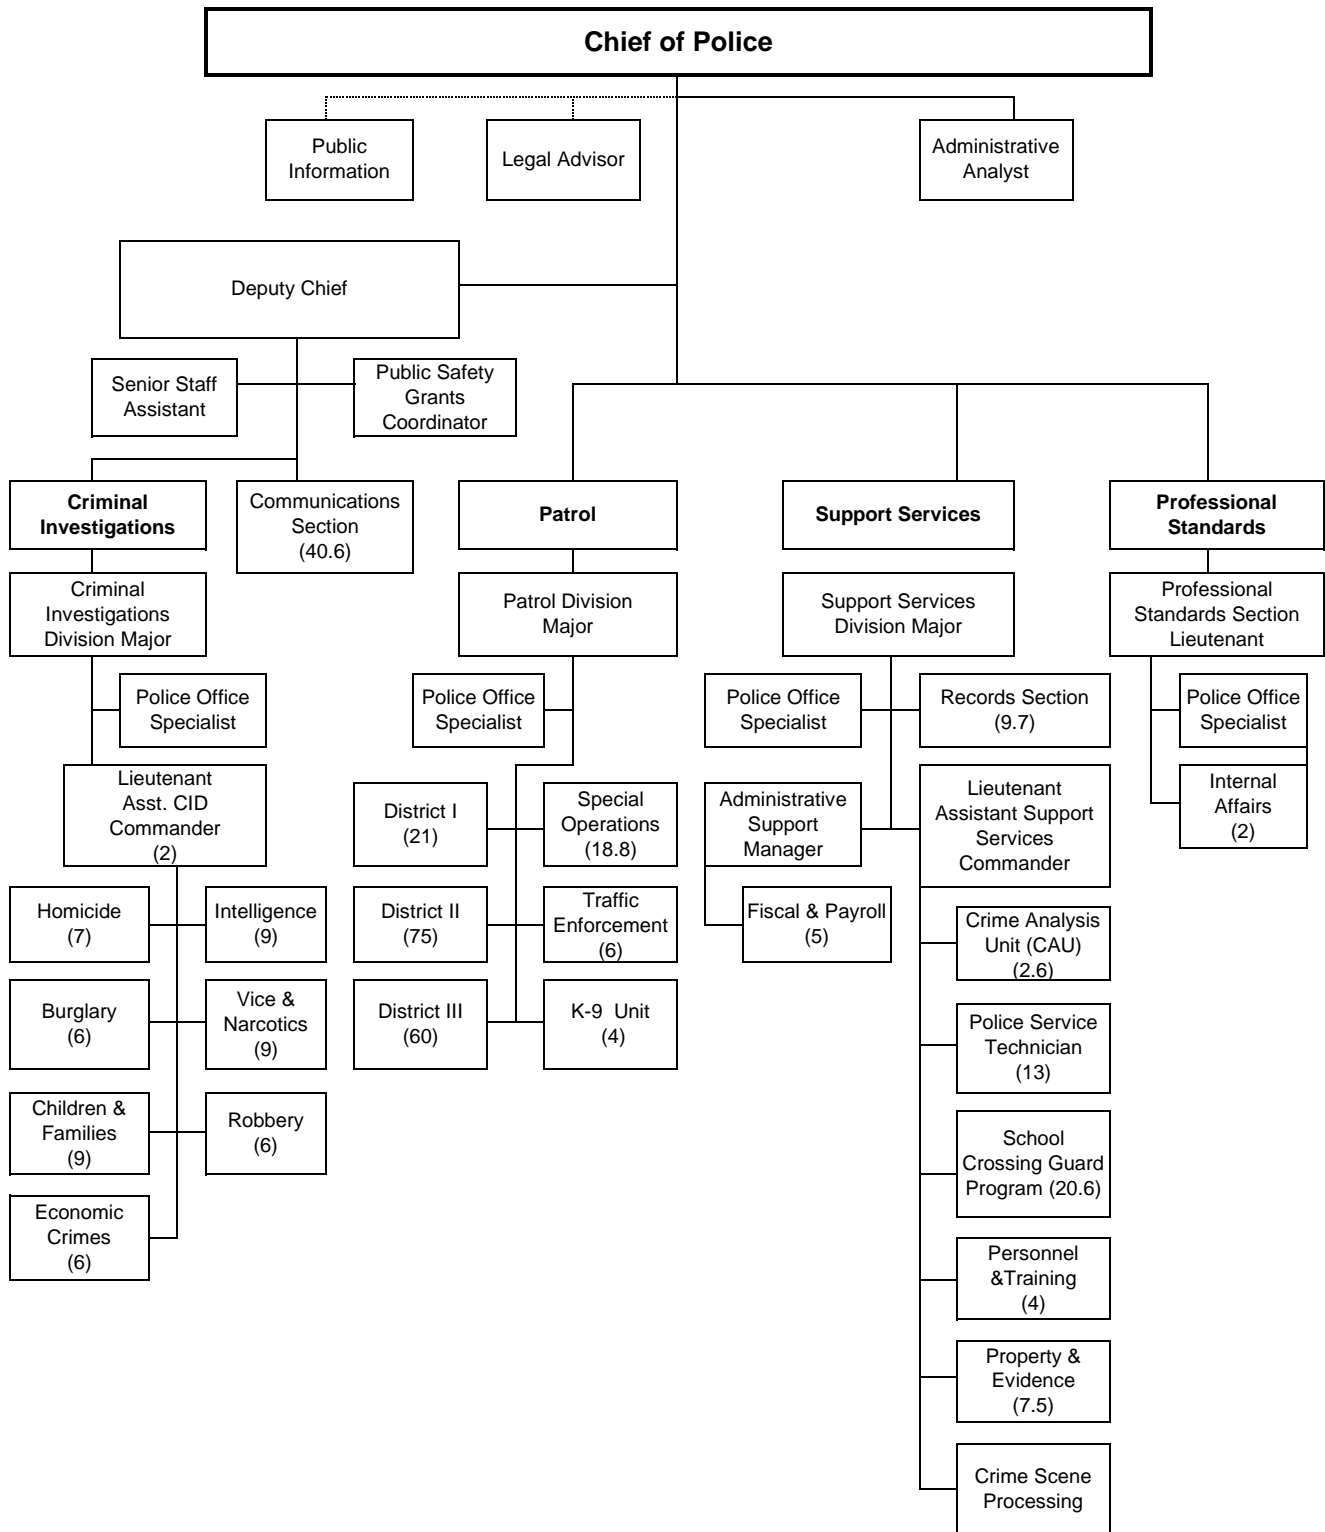 Chief of Police
Public
Information
Legal Advisor
Administrative
Analyst
Deputy Chief
Senior Staff
Assistant
Public Safety
Grants
Coordinator
Criminal
Investigations
Communications
Section
(40.6)
Patrol
Support Services
Professional
Standards
Criminal
Investigations
Division Major
Patrol Division
Major
Support Services
Division Major
Professional
Standards Section
Lieutenant
Police Office
Specialist
Police Office
Specialist
Police Office
Specialist
Records Section
(9.7)
Police Office
Specialist
Lieutenant
Asst. CID
Commander
(2)
District I
(21)
Special
Operations
(18.8)
Administrative
Support
Manager
Lieutenant
Assistant Support
Services
Commander
Internal
Affairs
(2)
Homicide
(7)
Intelligence
(9)
District II
(75)
Traffic
Enforcement
(6)
Fiscal & Payroll
(5)
Crime Analysis
Unit (CAU)
(2.6)
Burglary
(6)
Vice &
Narcotics
(9)
District III
(60)
K-9 Unit
(4)
Police Service
Technician
(13)
Children &
Families
(9)
Robbery
(6)
School
Crossing Guard
Program (20.6)
Economic
Crimes
(6)
Personnel
&Training
(4)
Property &
Evidence
(7.5)
Crime Scene
Processing